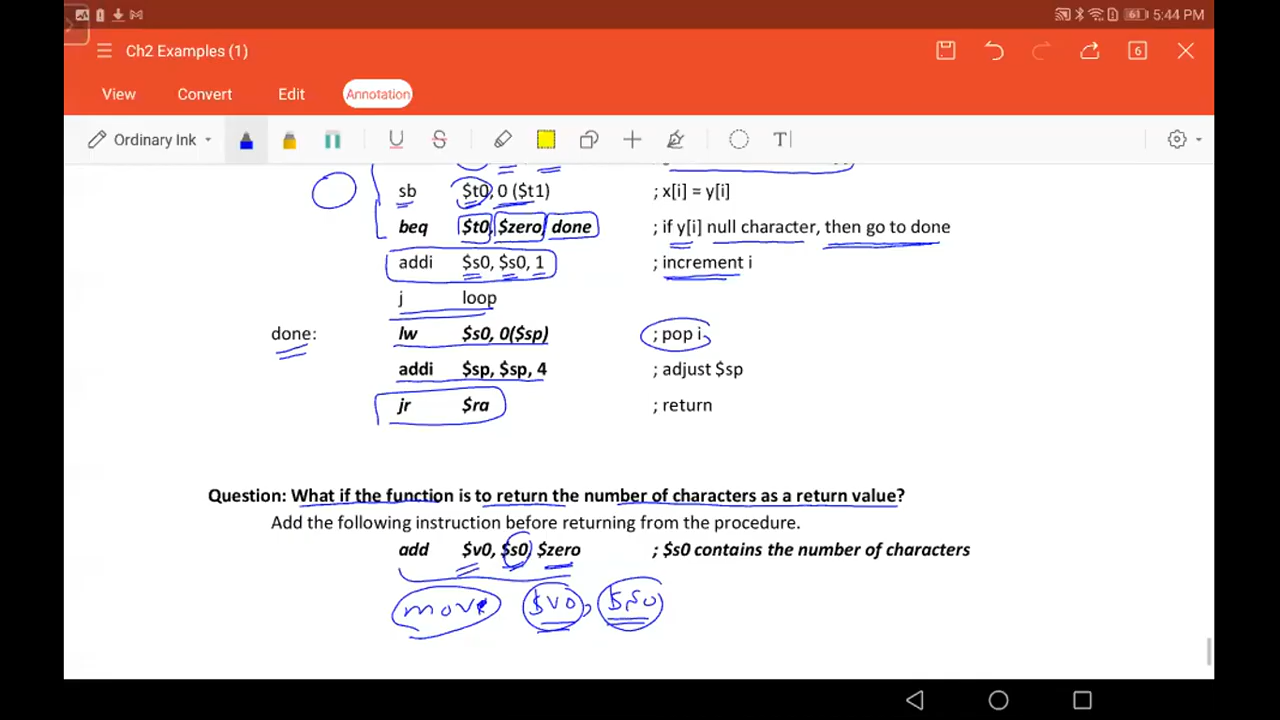 61 5:44 PM
Ch2 Examples (1)
6
View Convert Edit Annotation
Ordinary Ink T
sb $t0, 0 ($t1) ; x[i] = y[i]
beq $t0, $zero, done ; if y[i] null character, then go to done
addi $s0, $s0, 1 ; increment i
j loop
done: lw $s0, 0($sp) ; pop i
addi $sp, $sp, 4 ; adjust $sp
jr $ra ; return
Question: What if the function is to return the number of characters as a return value?
Add the following instruction before returning from the procedure.
add $v0, $s0, $zero ; $s0 contains the number of characters
move $v0, $s0